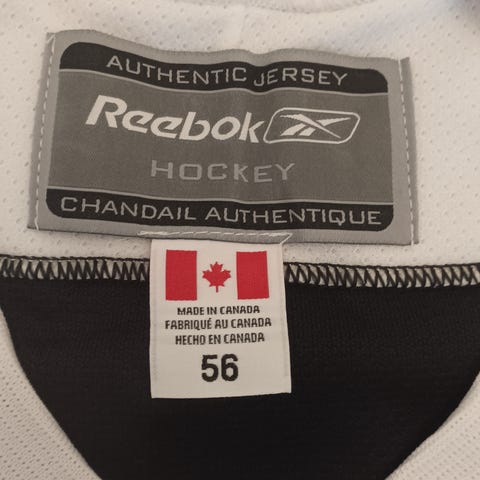 AUTHENTIC JERSEY
Reebok
HOCKEY
CHANDAIL AUTHENTIQUE
MADE IN CANADA
FABRIQUÉ AU CANADA
HECHO EN CANADA
56